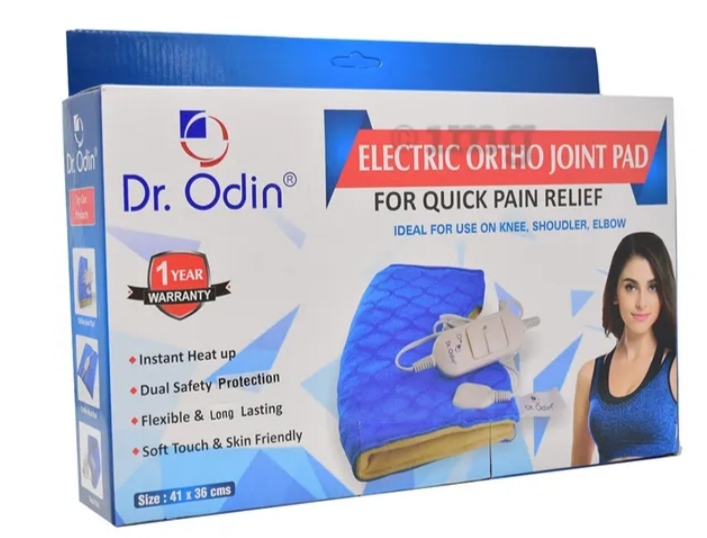 Dr. Odin®
1 YEAR
WARRANTY
Instant Heat up
Dual Safety Protection
Flexible & Long Lasting
Soft Touch & Skin Friendly
Size : 41 x 36 cms
1mg
ELECTRIC ORTHO JOINT PAD
FOR QUICK PAIN RELIEF
IDEAL FOR USE ON KNEE, SHOUDLER, ELBOW
Dr. Odin
Dr. Odin
Dr. Odin®